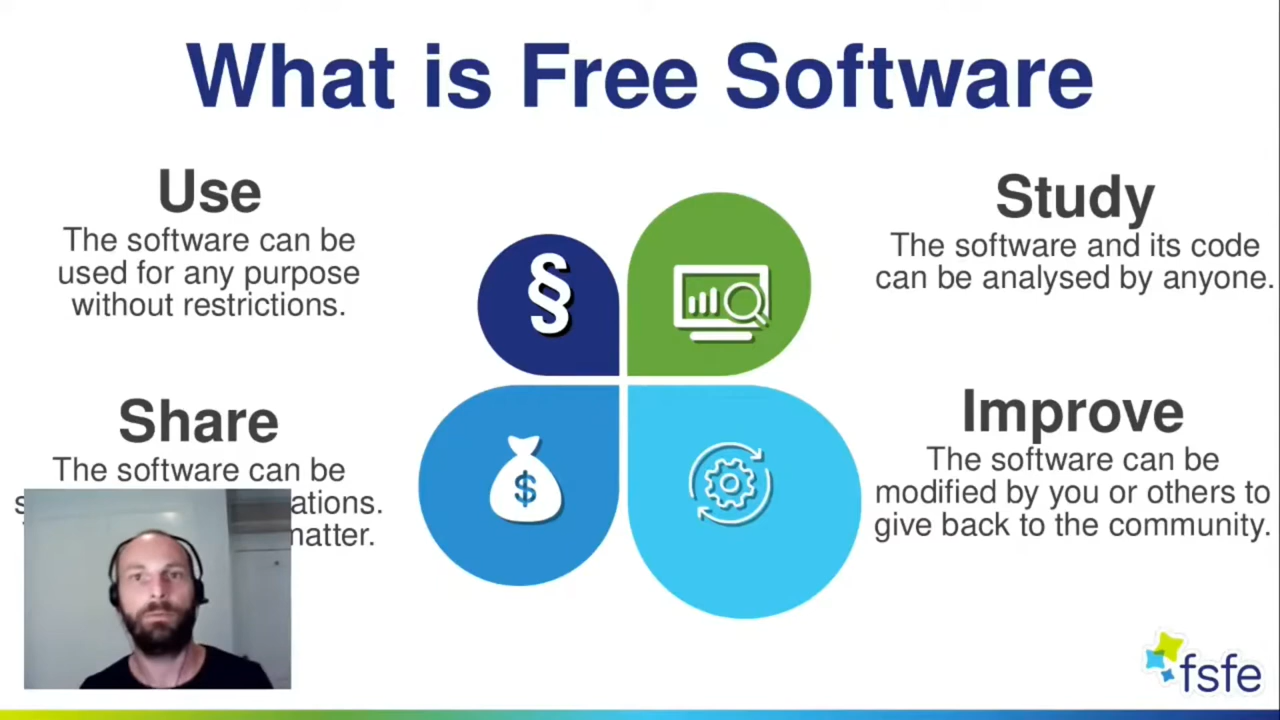 What is Free Software
Use
The software can be
used for any purpose
without restrictions.
Study
The software and its code
can be analysed by anyone.
§
Share
The software can be
$
Improve
The software can be
modified by you or others to
give back to the community.
fsfe